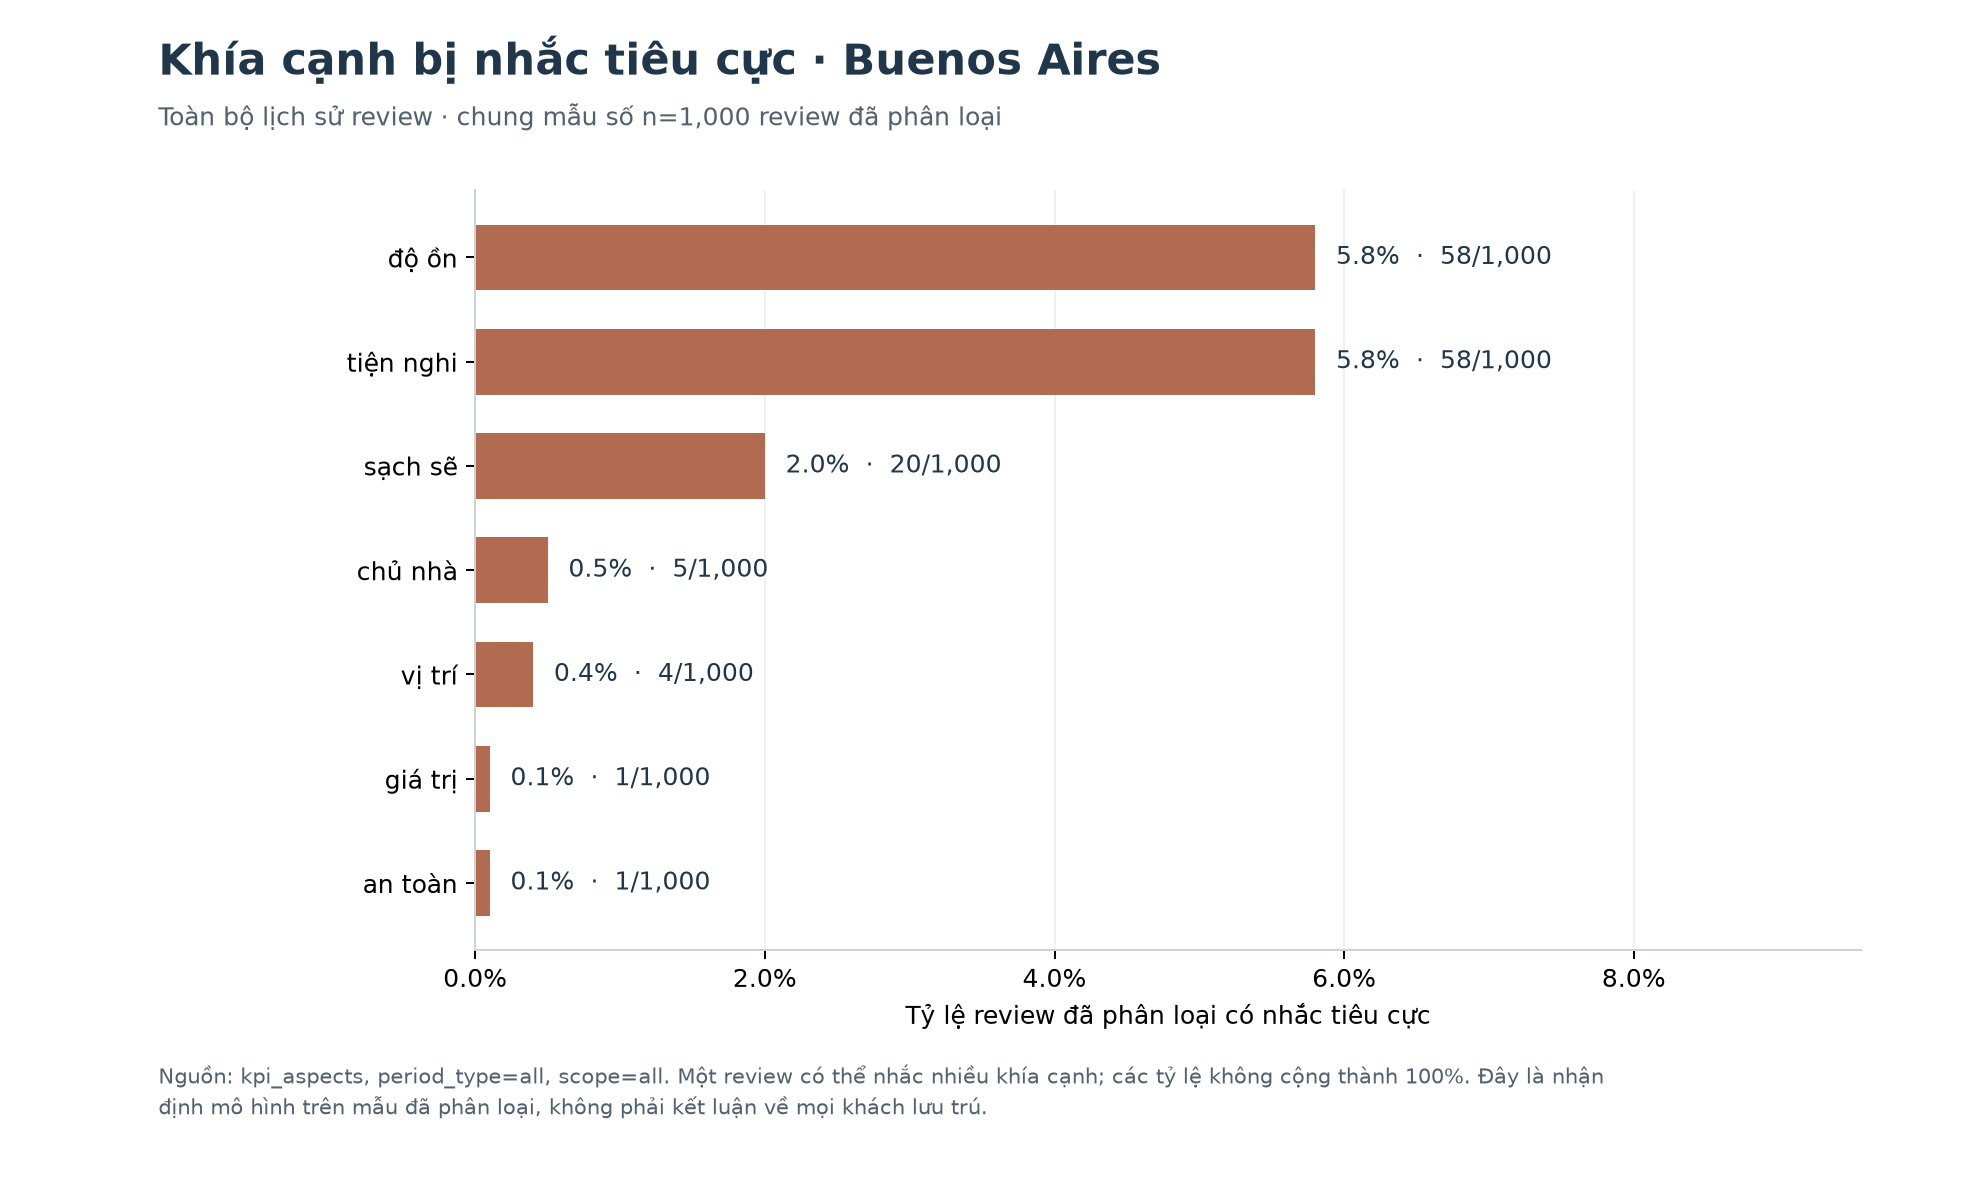 Khía cạnh bị nhắc tiêu cực · Buenos Aires
Toàn bộ lịch sử review · chung mẫu số n=1,000 review đã phân loại
độ ồn
5.8% · 58/1,000
tiện nghi
5.8% · 58/1,000
sạch sẽ
2.0% · 20/1,000
chủ nhà
0.5% · 5/1,000
vị trí
0.4% · 4/1,000
giá trị
0.1% · 1/1,000
an toàn
0.1% · 1/1,000
0.0% 2.0% 4.0% 6.0% 8.0%
Tỷ lệ review đã phân loại có nhắc tiêu cực
Nguồn: kpi_aspects, period_type=all, scope=all. Một review có thể nhắc nhiều khía cạnh; các tỷ lệ không cộng thành 100%. Đây là nhận
định mô hình trên mẫu đã phân loại, không phải kết luận về mọi khách lưu trú.